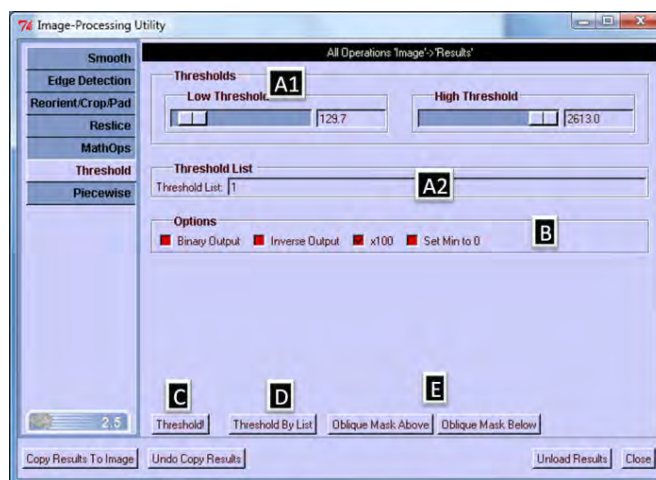 Image-Processing Utility
All Operations 'Image'->'Results'
Smooth
Edge Detection
Reorient/Crop/Pad
Reslice
MathOps
Threshold
Piecewise
2.5
Thresholds
A1
Low Threshold
129.7
High Threshold
2613.0
Threshold List
Threshold List: 1
A2
Options
B
Binary Output Inverse Output x100 Set Min to 0
C D E
Threshold! Threshold By List Oblique Mask Above Oblique Mask Below
Copy Results To Image Undo Copy Results Unload Results Close